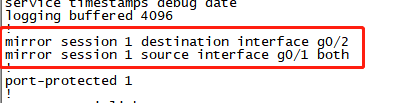 service timestamps debug date
logging buffered 4096
!
mirror session 1 destination interface g0/2
mirror session 1 source interface g0/1 both
!
port-protected 1
!